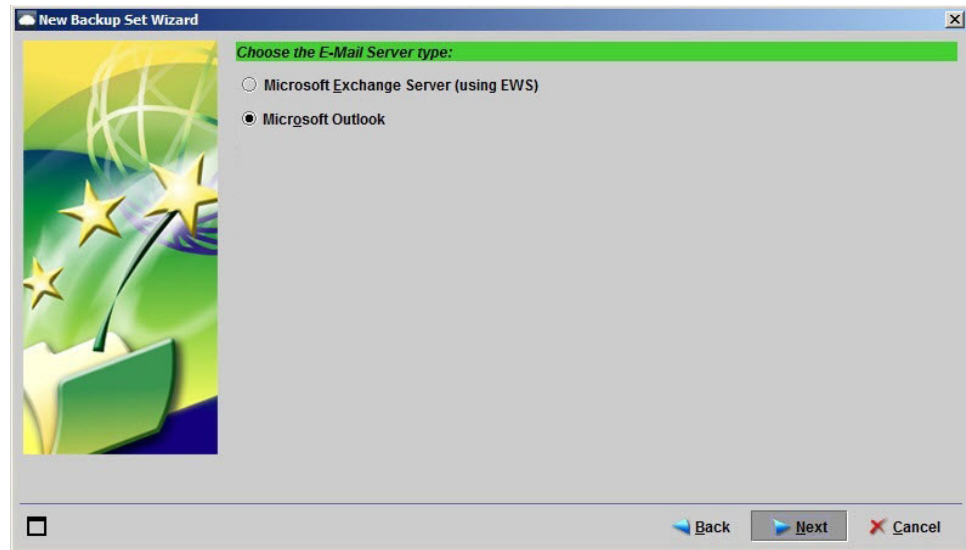 New Backup Set Wizard
Choose the E-Mail Server type:
Microsoft Exchange Server (using EWS)
Microsoft Outlook
Back
Next
Cancel